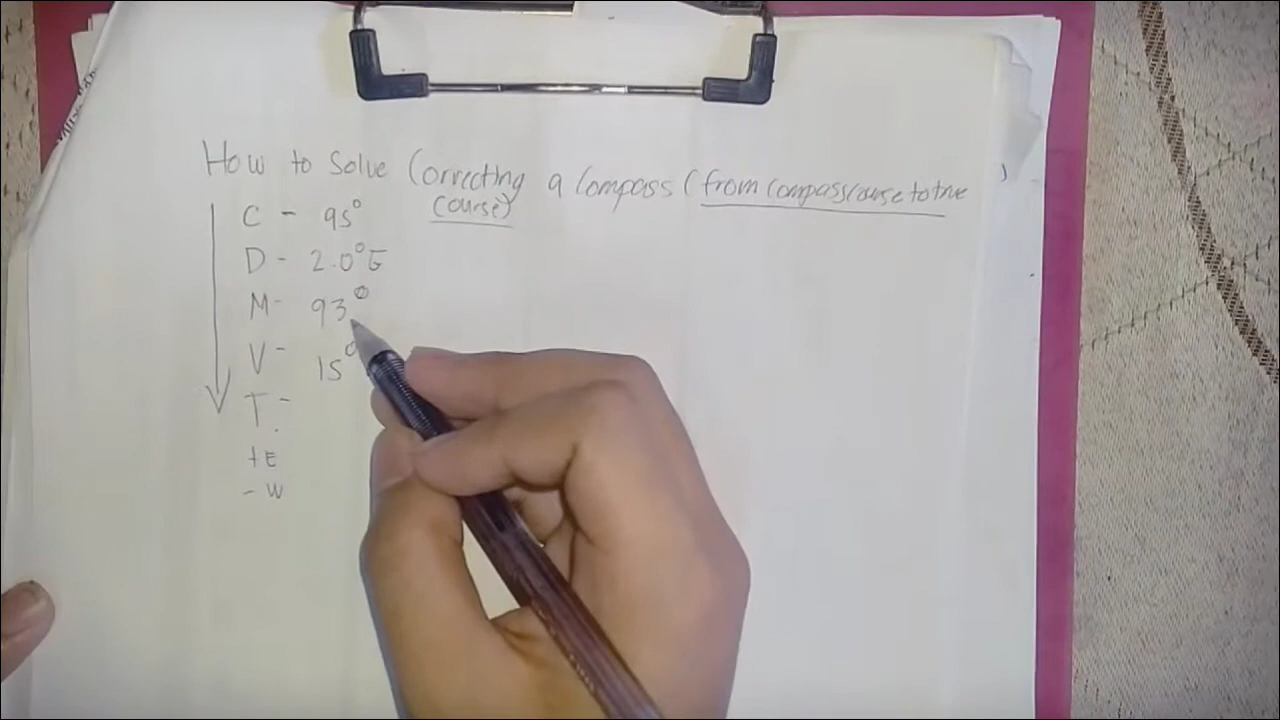 How to Solve Correcting a Compass (from compass course to true )
course)
C - 95°
D - 2.0°E
M - 93°
V - 15°
T -
+E
- W